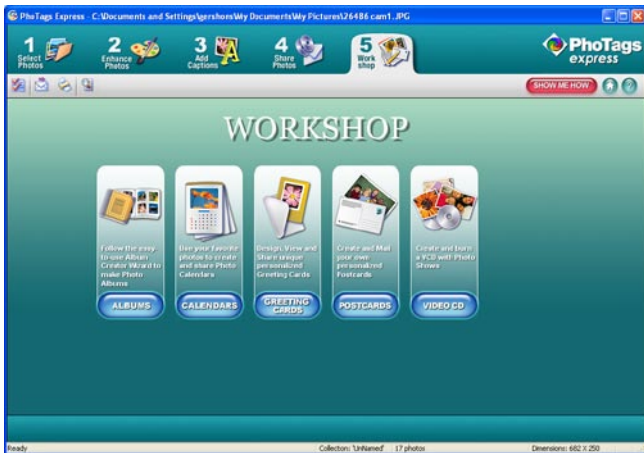 PhoTags Express - C:\Documents and Settings\gershons\My Documents\My Pictures\26486 cam1.JPG
1 Select Photos
2 Enhance Photos
3 Add Captions
4 Share Photos
5 Work shop
PhoTags
express
SHOW ME HOW
WORKSHOP
Follow the easy-
to-use Album
Creator Wizard to
make Photo
Albums
ALBUMS
Use your favorite
photos to create
and share Photo
Calendars
CALENDARS
Design, View and
Share unique
personalized
Greeting Cards
GREETING
CARDS
Create and Mail
your own
personalized
Postcards
POSTCARDS
Create and burn
a VCD with Photo
Shows
VIDEO CD
Ready
Collection: 'UnNamed'
17 photos
Dimensions: 682 X 250